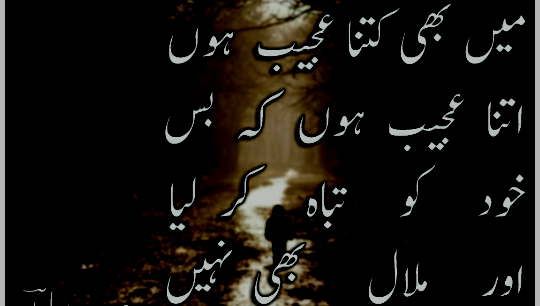 میں بھی کتنا عجیب ہوں
اتنا عجیب ہوں کہ بس
خود کو تباہ کر لیا
اور ملال بھی نہیں